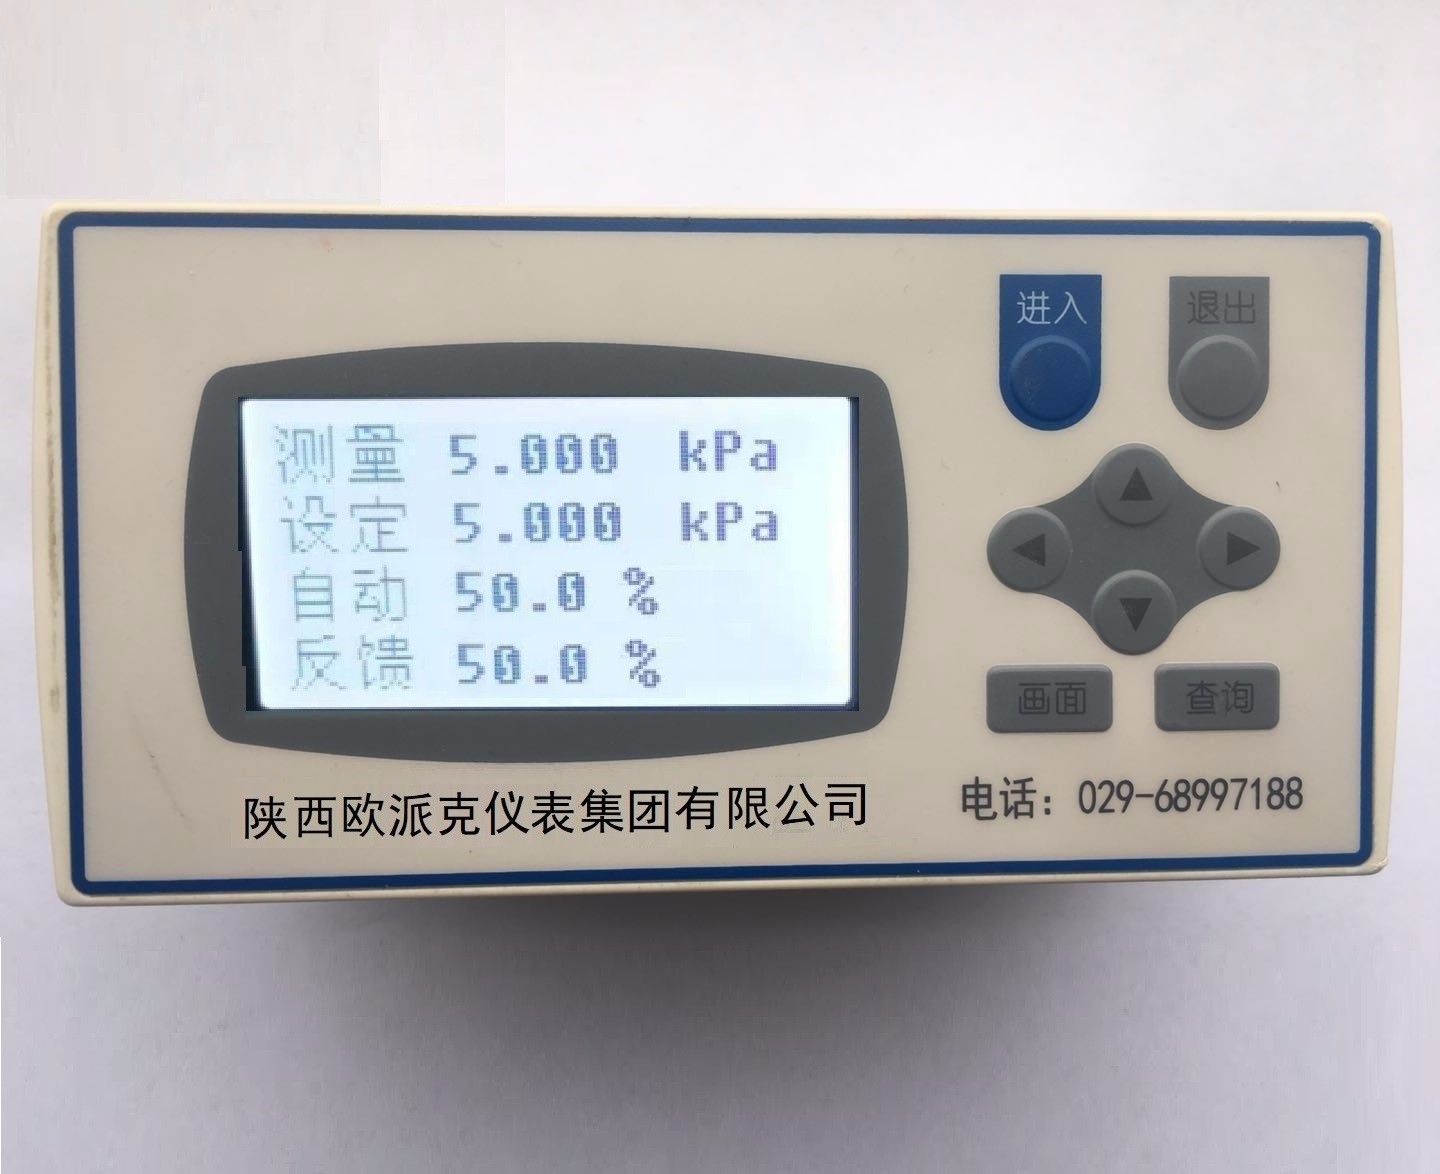 进入 退出
测量 5.000 kPa
设定 5.000 kPa
自动 50.0 %
反馈 50.0 %
画面 查询
陕西欧派克仪表集团有限公司
电话：029-68997188